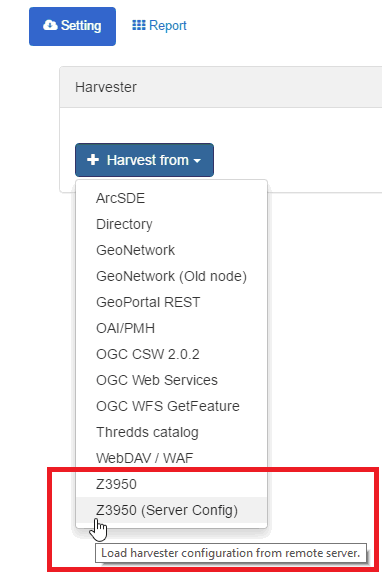 Setting
Report
Harvester
Harvest from
ArcSDE
Directory
GeoNetwork
GeoNetwork (Old node)
GeoPortal REST
OAI/PMH
OGC CSW 2.0.2
OGC Web Services
OGC WFS GetFeature
Thredds catalog
WebDAV / WAF
Z3950
Z3950 (Server Config)
Load harvester configuration from remote server.